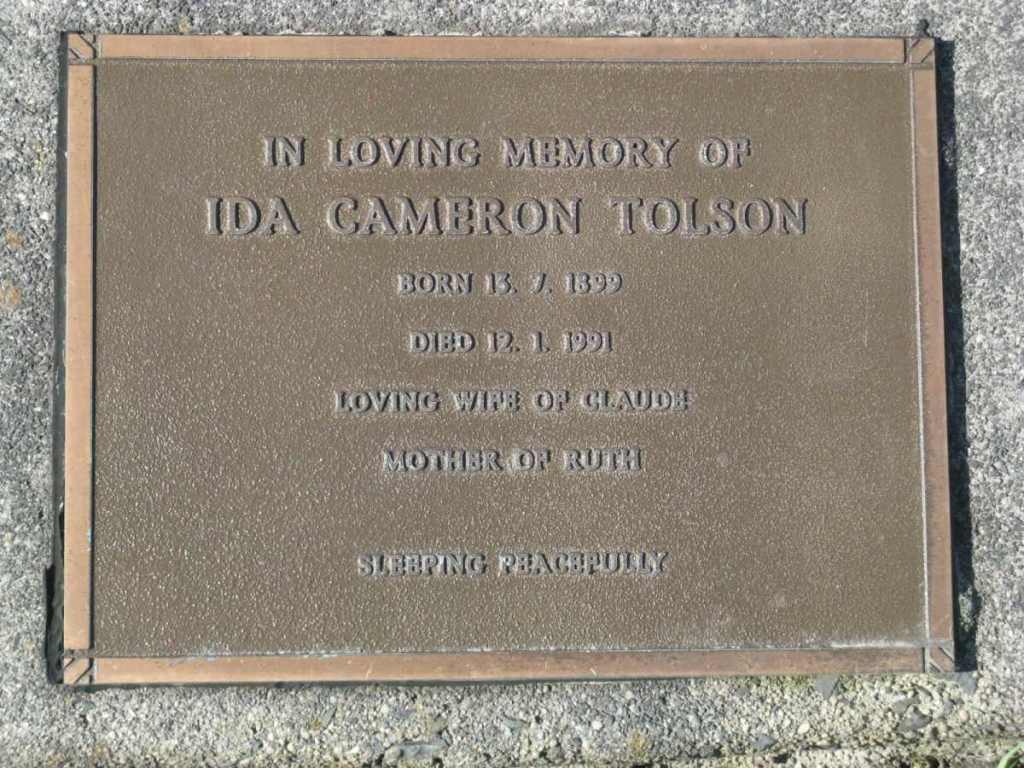 IN LOVING MEMORY OF
IDA CAMERON TOLSON
BORN 13. 7. 1899
DIED 12. 1. 1991
LOVING WIFE OF CLAUDE
MOTHER OF RUTH
SLEEPING PEACEFULLY